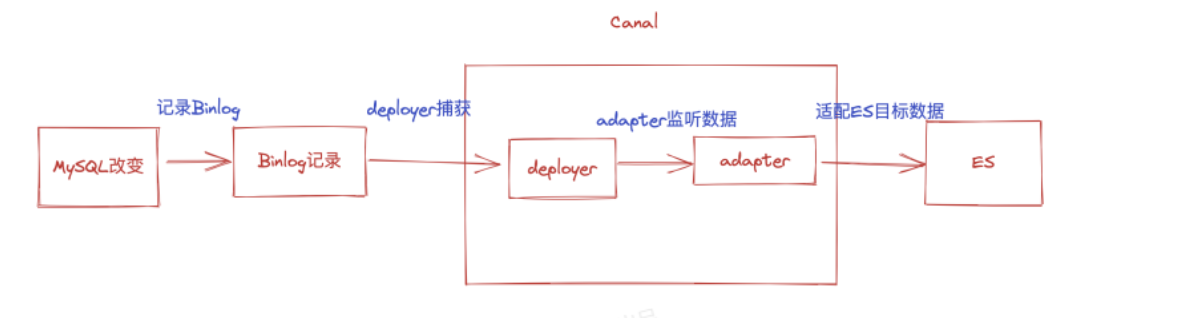 Canal
记录Binlog
deployer捕获
adapter监听数据
适配ES目标数据
MySQL改变
Binlog记录
deployer
adapter
ES